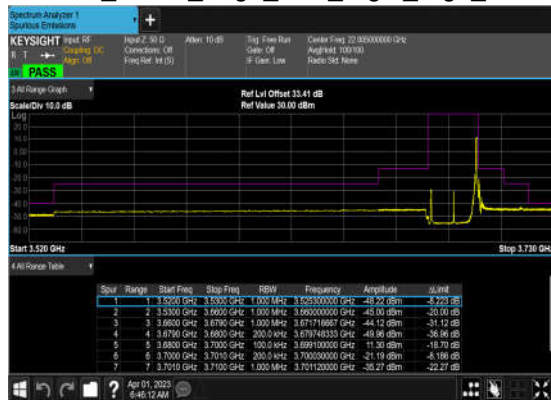 Spectrum Analyzer 1
Spurious Emissions
+
KEYSIGHT Input: RF Input Z: 50 Ω Atten: 10 dB Trig: Free Run Center Freq: 22.005000000 GHz
R T Coupling: DC Corrections: Off Gate: Off Avg|Hold: 100/100
Align: Off Freq Ref: Int (S) IF Gain: Low Radio Std: None
PASS
3 All Range Graph
Ref Lvl Offset 33.41 dB
Scale/Div 10.0 dB Ref Value 30.00 dBm
Log
Start 3.520 GHz Stop 3.730 GHz
4 All Range Table
Spur Range Start Freq Stop Freq RBW Frequency Amplitude ΔLimit
1 1 3.5200 GHz 3.5300 GHz 1.000 MHz 3.525300000 GHz -48.22 dBm -8.223 dB
2 2 3.5300 GHz 3.6600 GHz 1.000 MHz 3.660000000 GHz -45.00 dBm -20.00 dB
3 3 3.6600 GHz 3.6790 GHz 1.000 MHz 3.671716667 GHz -44.12 dBm -31.12 dB
4 4 3.6790 GHz 3.6800 GHz 200.0 kHz 3.679748333 GHz -49.96 dBm -36.96 dB
5 5 3.6800 GHz 3.7000 GHz 100.0 kHz 3.699100000 GHz 11.30 dBm -18.70 dB
6 6 3.7000 GHz 3.7010 GHz 200.0 kHz 3.700030000 GHz -21.19 dBm -8.186 dB
7 7 3.7010 GHz 3.7100 GHz 1.000 MHz 3.701120000 GHz -35.27 dBm -22.27 dB
? Apr 01, 2023
6:46:12 AM